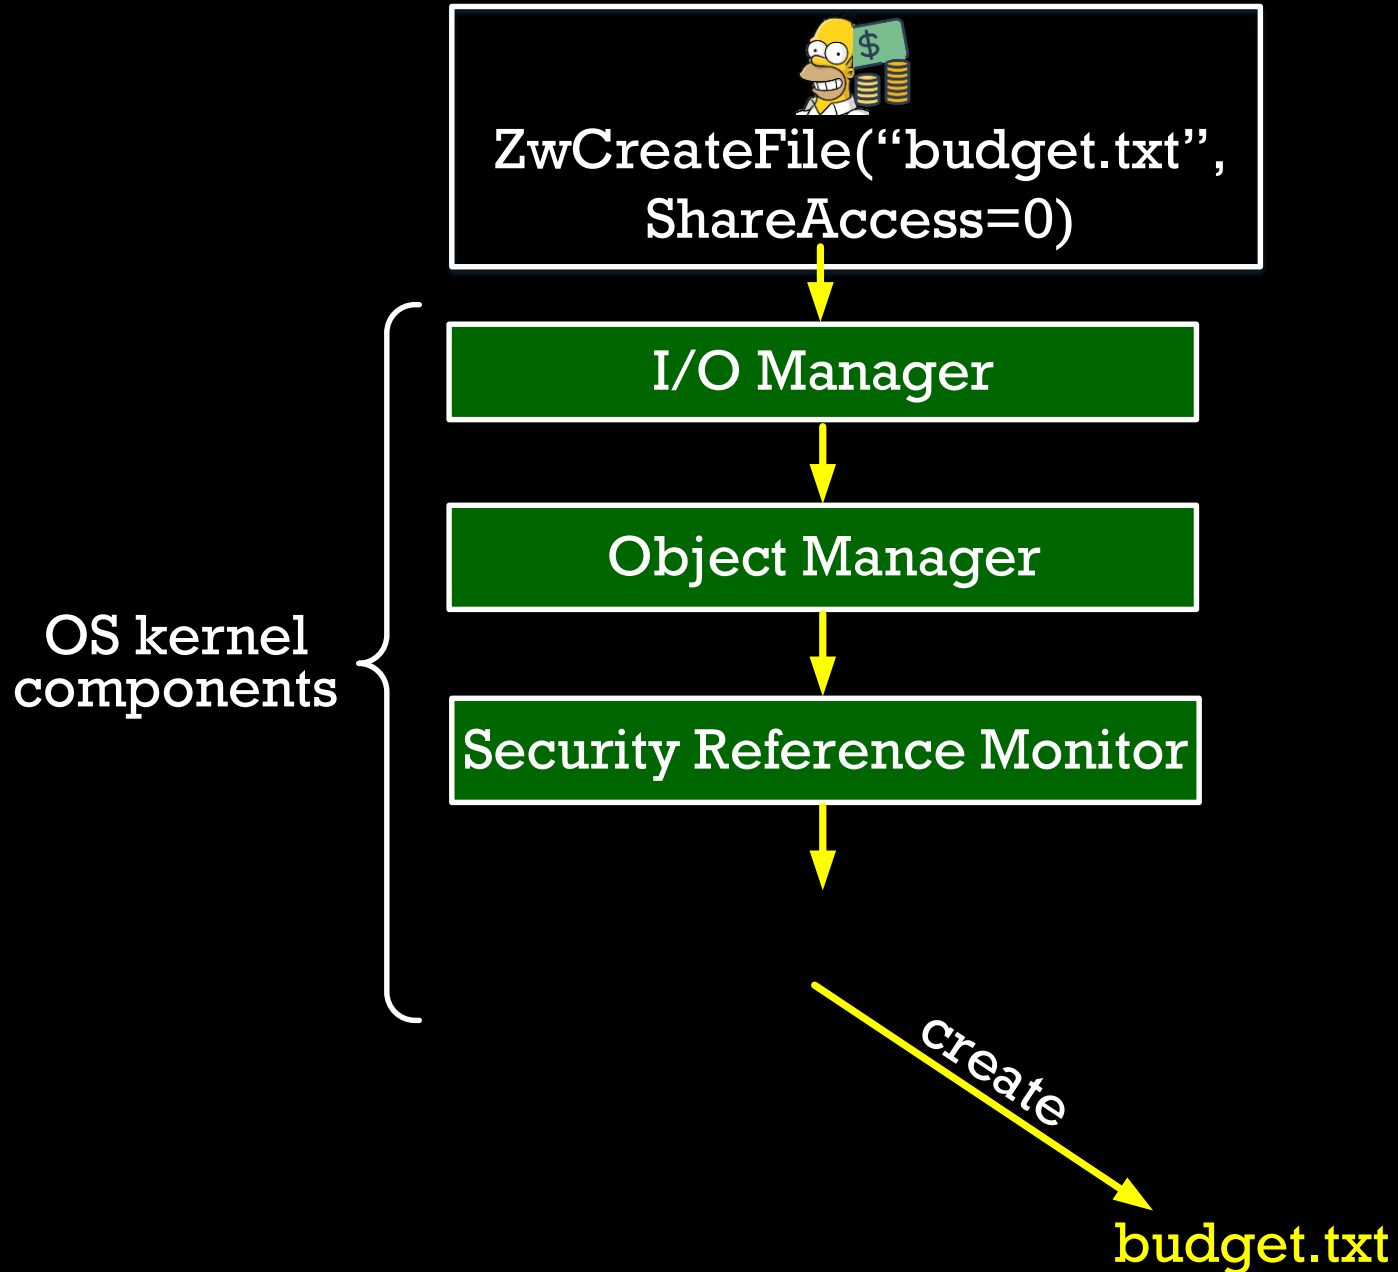 $
ZwCreateFile(“budget.txt”,
ShareAccess=0)
I/O Manager
Object Manager
OS kernel
components
Security Reference Monitor
create
budget.txt